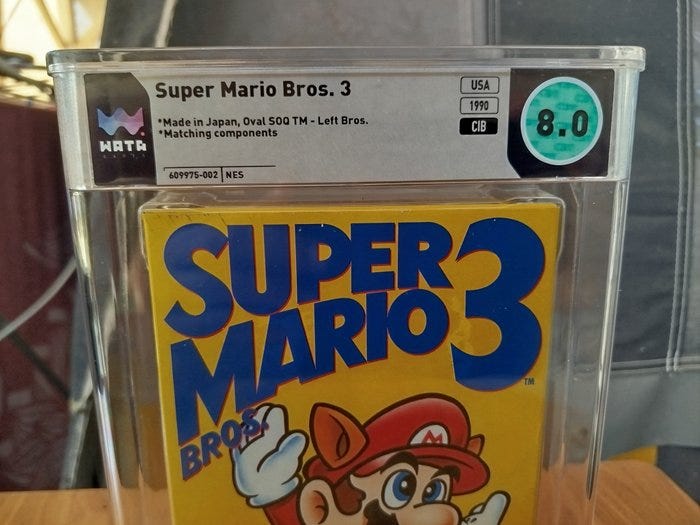 Super Mario Bros. 3
*Made in Japan, Oval SOQ TM - Left Bros.
*Matching components
609975-002 NES
USA
1990
CIB
8.0
WATA
GAMES
SUPER
MARIO 3
BROS.
TM
M